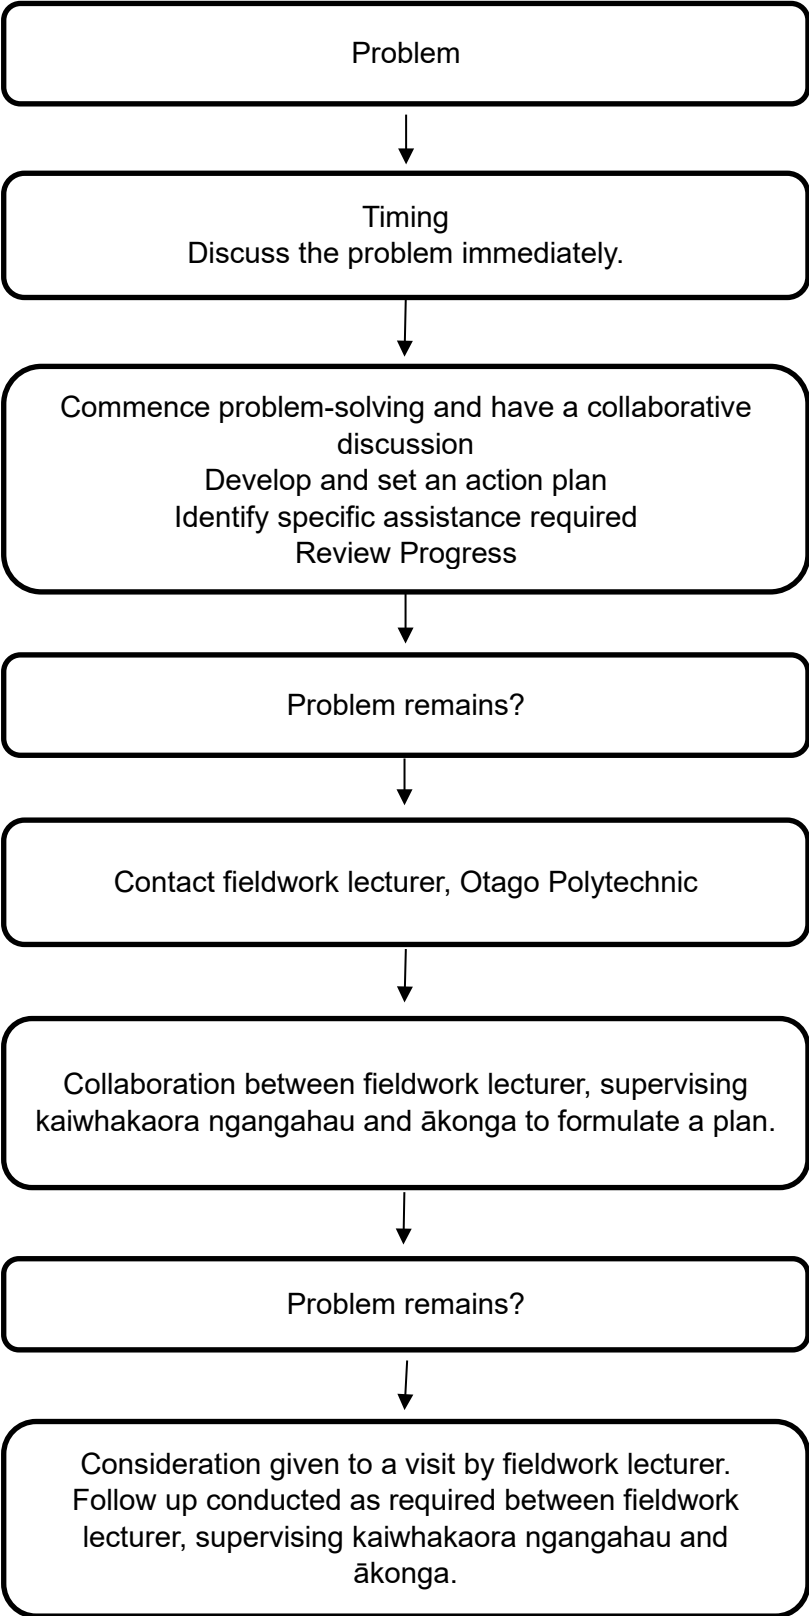 Problem
Timing
Discuss the problem immediately.
Commence problem-solving and have a collaborative
discussion
Develop and set an action plan
Identify specific assistance required
Review Progress
Problem remains?
Contact fieldwork lecturer, Otago Polytechnic
Collaboration between fieldwork lecturer, supervising
kaiwhakaora ngangahau and ākonga to formulate a plan.
Problem remains?
Consideration given to a visit by fieldwork lecturer.
Follow up conducted as required between fieldwork
lecturer, supervising kaiwhakaora ngangahau and
ākonga.